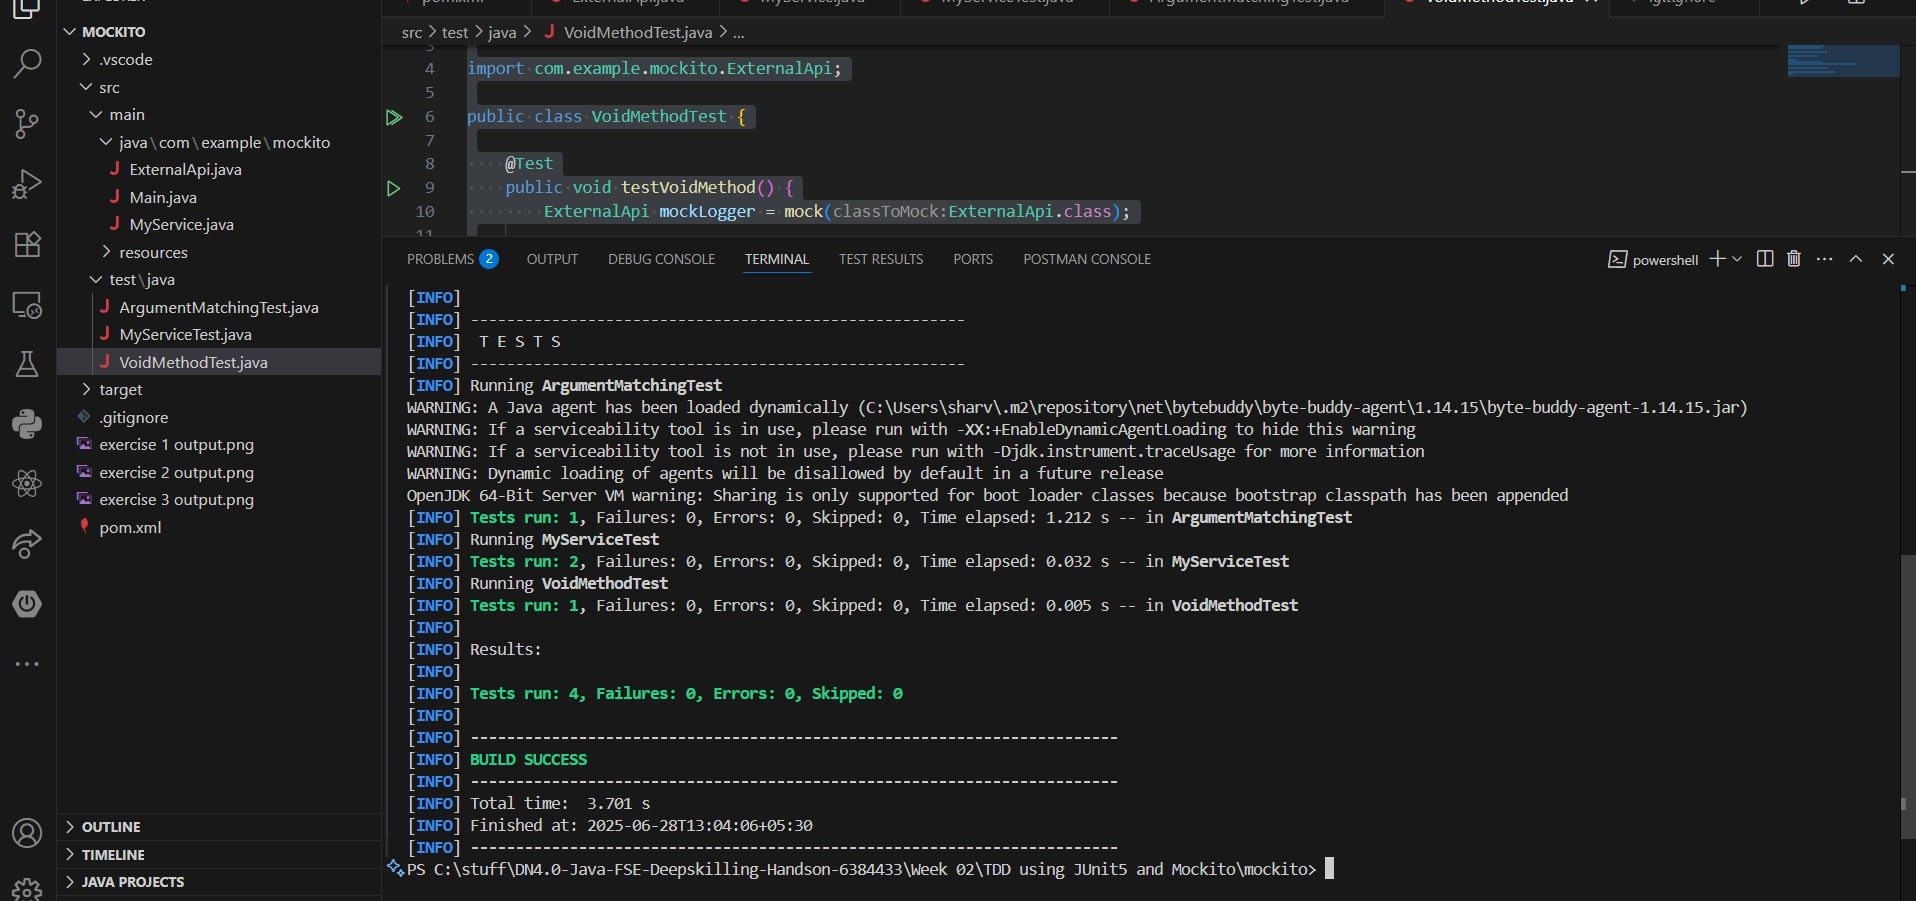 MOCKITO
.vscode
src
main
java\com\example\mockito
ExternalApi.java
Main.java
MyService.java
resources
test\java
ArgumentMatchingTest.java
MyServiceTest.java
VoidMethodTest.java
target
.gitignore
exercise 1 output.png
exercise 2 output.png
exercise 3 output.png
pom.xml
OUTLINE
TIMELINE
JAVA PROJECTS
src > test > java > VoidMethodTest.java > ...
3
4 import com.example.mockito.ExternalApi;
5
6 public class VoidMethodTest {
7
8 @Test
9 public void testVoidMethod() {
10 ExternalApi mockLogger = mock(classToMock:ExternalApi.class);
11
PROBLEMS 2 OUTPUT DEBUG CONSOLE TERMINAL TEST RESULTS PORTS POSTMAN CONSOLE powershell
[INFO]
[INFO] -------------------------------------------------------
[INFO]  T E S T S
[INFO] -------------------------------------------------------
[INFO] Running ArgumentMatchingTest
WARNING: A Java agent has been loaded dynamically (C:\Users\sharv\.m2\repository\net\bytebuddy\byte-buddy-agent\1.14.15\byte-buddy-agent-1.14.15.jar)
WARNING: If a serviceability tool is in use, please run with -XX:+EnableDynamicAgentLoading to hide this warning
WARNING: If a serviceability tool is not in use, please run with -Djdk.instrument.traceUsage for more information
WARNING: Dynamic loading of agents will be disallowed by default in a future release
OpenJDK 64-Bit Server VM warning: Sharing is only supported for boot loader classes because bootstrap classpath has been appended
[INFO] Tests run: 1, Failures: 0, Errors: 0, Skipped: 0, Time elapsed: 1.212 s -- in ArgumentMatchingTest
[INFO] Running MyServiceTest
[INFO] Tests run: 2, Failures: 0, Errors: 0, Skipped: 0, Time elapsed: 0.032 s -- in MyServiceTest
[INFO] Running VoidMethodTest
[INFO] Tests run: 1, Failures: 0, Errors: 0, Skipped: 0, Time elapsed: 0.005 s -- in VoidMethodTest
[INFO]
[INFO] Results:
[INFO]
[INFO] Tests run: 4, Failures: 0, Errors: 0, Skipped: 0
[INFO]
[INFO] ------------------------------------------------------------------------
[INFO] BUILD SUCCESS
[INFO] ------------------------------------------------------------------------
[INFO] Total time:  3.701 s
[INFO] Finished at: 2025-06-28T13:04:06+05:30
[INFO] ------------------------------------------------------------------------
PS C:\stuff\DN4.0-Java-FSE-Deepskilling-Handson-6384433\Week 02\TDD using JUnit5 and Mockito\mockito>